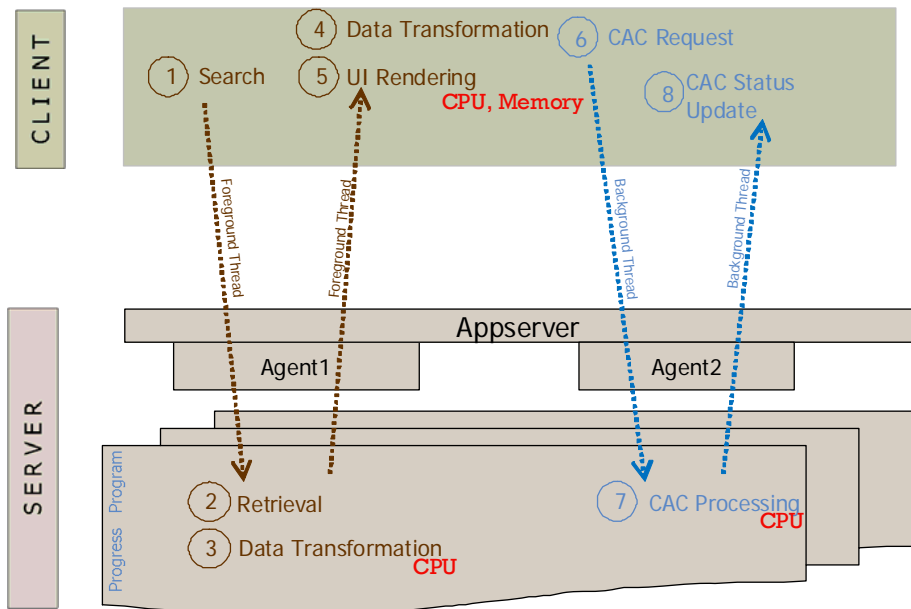 CLIENT
4 Data Transformation
6 CAC Request
1 Search
5 UI Rendering
CPU, Memory
8 CAC Status
Update
Foreground Thread
Foreground Thread
Background Thread
Background Thread
SERVER
Appserver
Agent1
Agent2
Progress Program
2 Retrieval
7 CAC Processing
CPU
3 Data Transformation
CPU